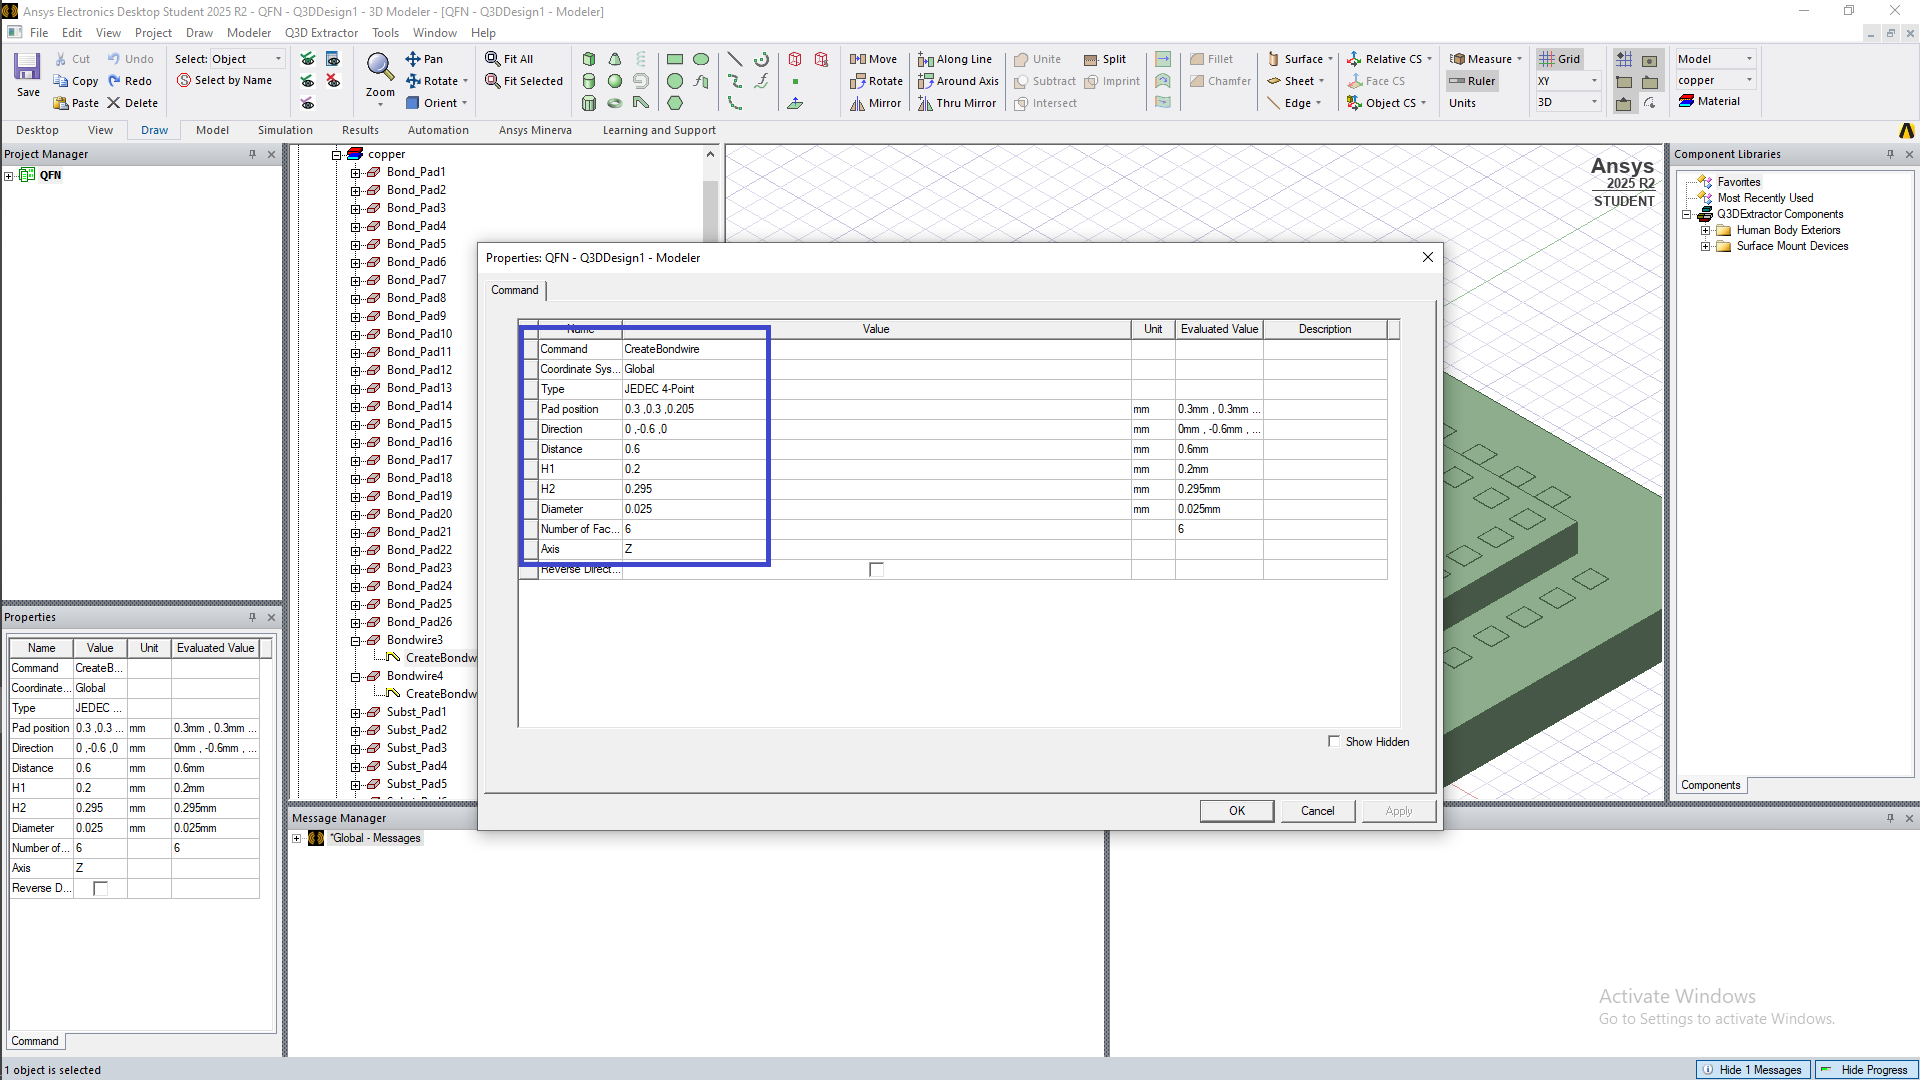 Ansys Electronics Desktop Student 2025 R2 - QFN - Q3DDesign1 - 3D Modeler - [QFN - Q3DDesign1 - Modeler]
File Edit View Project Draw Modeler Q3D Extractor Tools Window Help
Save
Cut
Copy
Paste
Undo
Redo
Delete
Select: Object
Select by Name
Zoom
Pan
Rotate
Orient
Fit All
Fit Selected
Move
Rotate
Mirror
Along Line
Around Axis
Thru Mirror
Unite
Subtract
Intersect
Split
Imprint
Fillet
Chamfer
Surface
Sheet
Edge
Relative CS
Face CS
Object CS
Measure
Ruler
Units
Grid
XY
3D
Model
copper
Material
Desktop View Draw Model Simulation Results Automation Ansys Minerva Learning and Support
Project Manager
QFN
copper
Bond_Pad1
Bond_Pad2
Bond_Pad3
Bond_Pad4
Bond_Pad5
Bond_Pad6
Bond_Pad7
Bond_Pad8
Bond_Pad9
Bond_Pad10
Bond_Pad11
Bond_Pad12
Bond_Pad13
Bond_Pad14
Bond_Pad15
Bond_Pad16
Bond_Pad17
Bond_Pad18
Bond_Pad19
Bond_Pad20
Bond_Pad21
Bond_Pad22
Bond_Pad23
Bond_Pad24
Bond_Pad25
Bond_Pad26
Bondwire3
CreateBondw
Bondwire4
CreateBondw
Subst_Pad1
Subst_Pad2
Subst_Pad3
Subst_Pad4
Subst_Pad5
Ansys
2025 R2
STUDENT
Component Libraries
Favorites
Most Recently Used
Q3DExtractor Components
Human Body Exteriors
Surface Mount Devices
Components
Properties: QFN - Q3DDesign1 - Modeler
Command
Name Value Unit Evaluated Value Description
Command CreateBondwire
Coordinate Sys... Global
Type JEDEC 4-Point
Pad position 0.3 ,0.3 ,0.205 mm 0.3mm , 0.3mm ...
Direction 0 ,-0.6 ,0 mm 0mm , -0.6mm , ...
Distance 0.6 mm 0.6mm
H1 0.2 mm 0.2mm
H2 0.295 mm 0.295mm
Diameter 0.025 mm 0.025mm
Number of Fac... 6 6
Axis Z
Reverse Direct...
Show Hidden
OK Cancel Apply
Properties
Name Value Unit Evaluated Value
Command CreateB...
Coordinate... Global
Type JEDEC ...
Pad position 0.3 ,0.3 ... mm 0.3mm , 0.3mm ...
Direction 0 ,-0.6 ,0 mm 0mm , -0.6mm , ...
Distance 0.6 mm 0.6mm
H1 0.2 mm 0.2mm
H2 0.295 mm 0.295mm
Diameter 0.025 mm 0.025mm
Number of... 6 6
Axis Z
Reverse D...
Command
Message Manager
*Global - Messages
Activate Windows
Go to Settings to activate Windows.
1 object is selected
Hide 1 Messages
Hide Progress